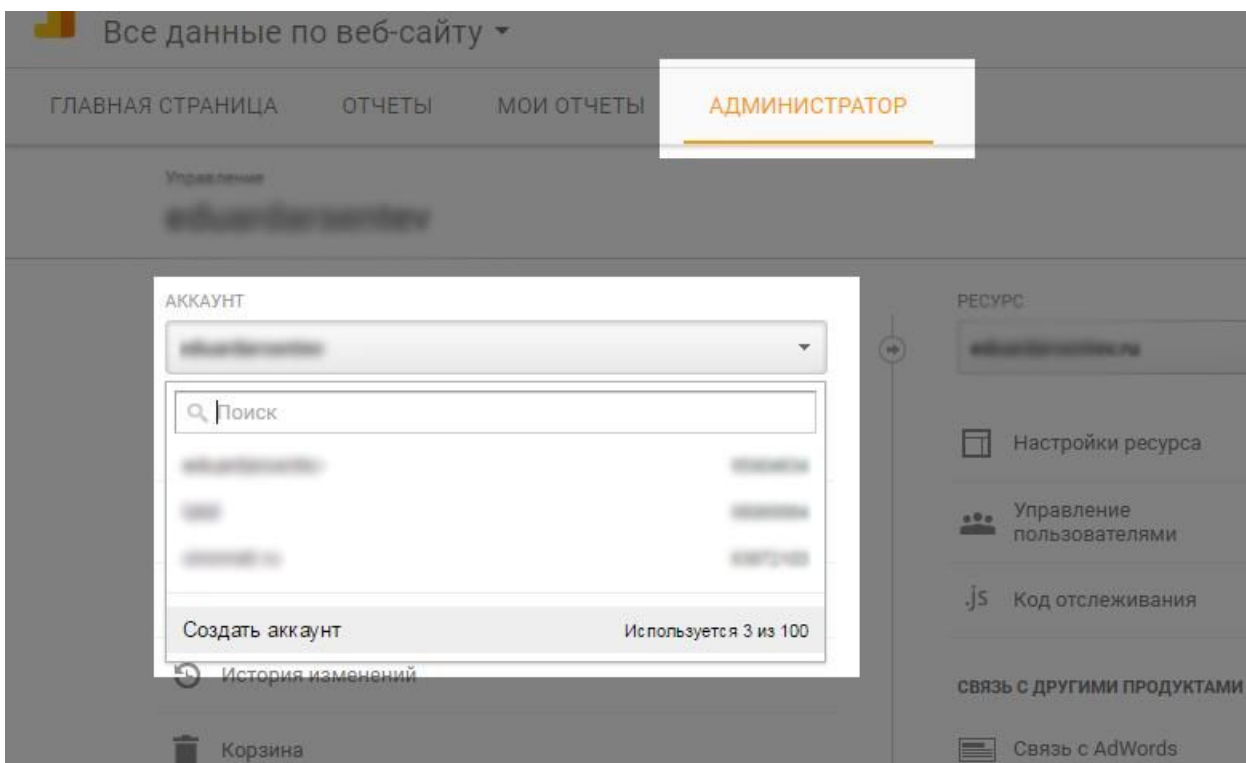 Все данные по веб-сайту
ГЛАВНАЯ СТРАНИЦА ОТЧЕТЫ МОИ ОТЧЕТЫ АДМИНИСТРАТОР
Управление
АККАУНТ
Поиск
Создать аккаунт Используется 3 из 100
История изменений
Корзина
РЕСУРС
Настройки ресурса
Управление
пользователями
.js Код отслеживания
СВЯЗЬ С ДРУГИМИ ПРОДУКТАМИ
Связь с AdWords